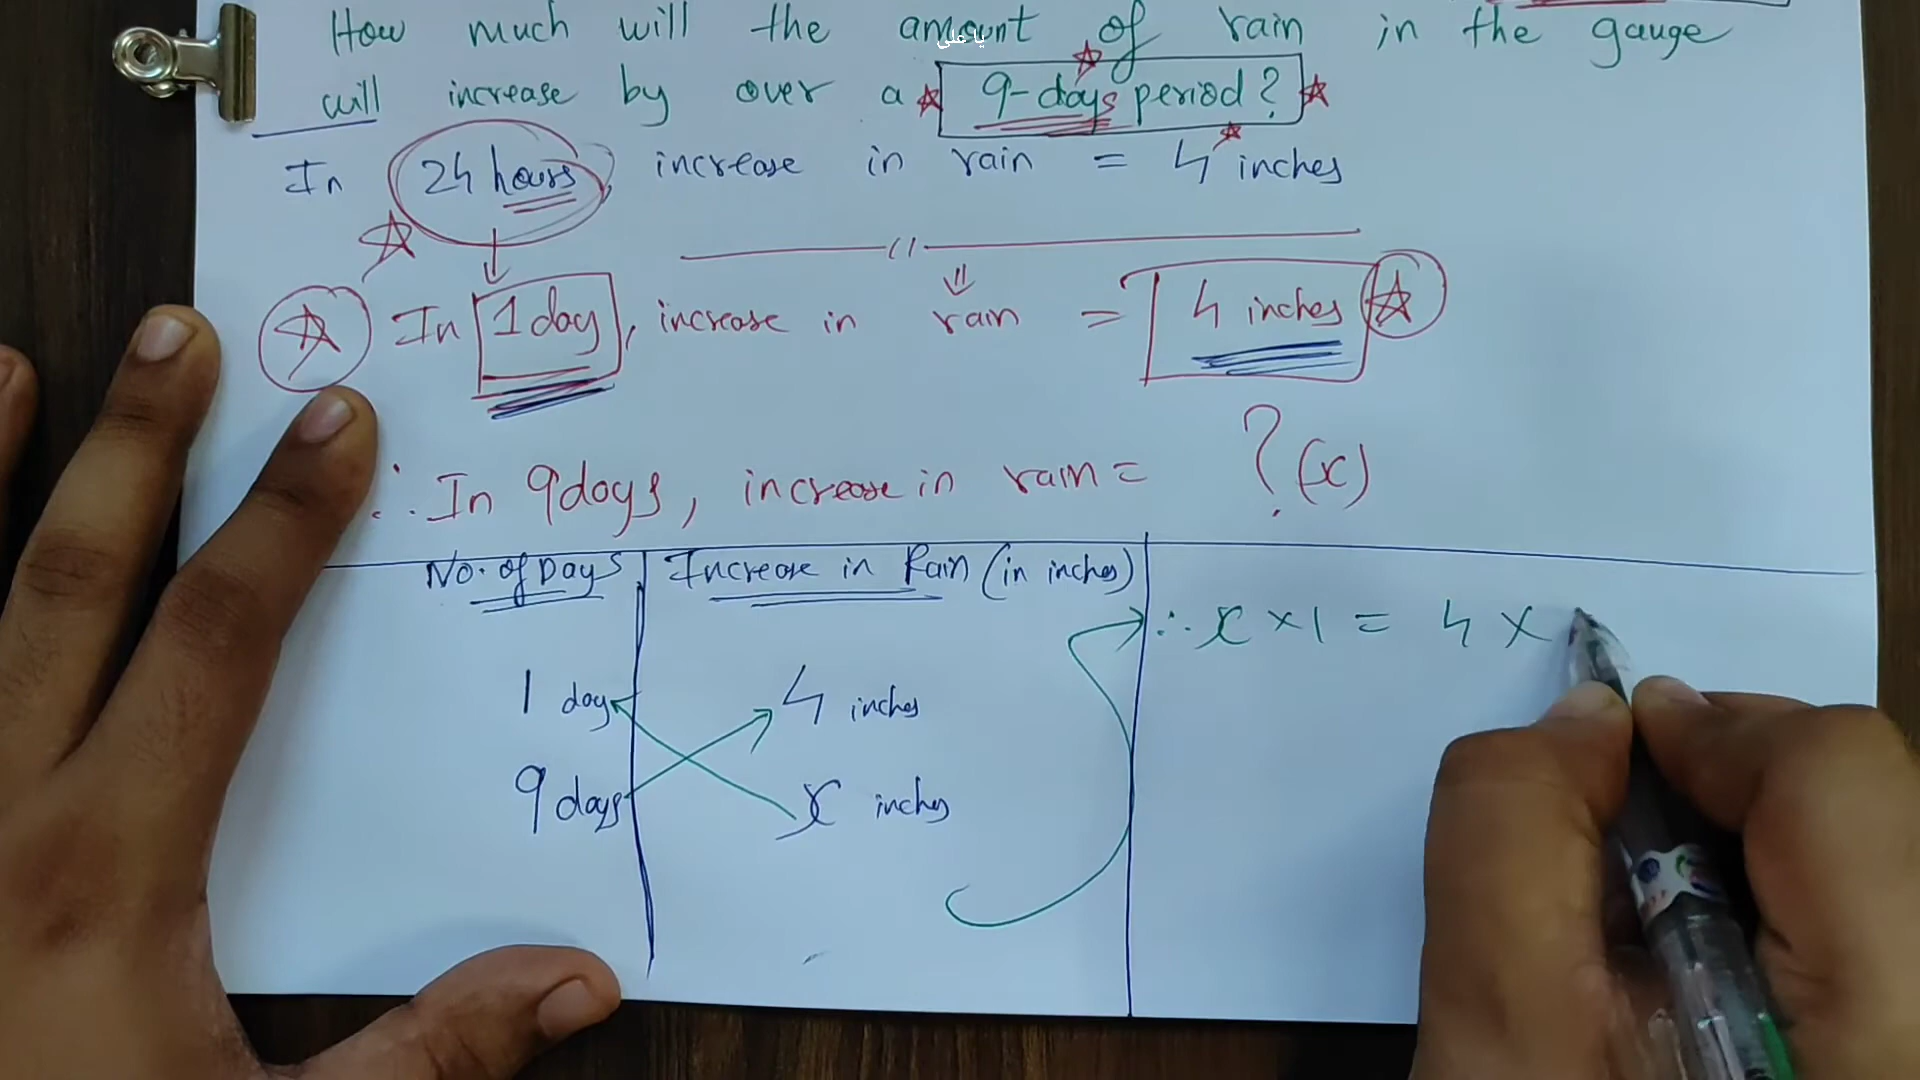 How much will the amount of rain in the gauge
will increase by over a 9-days period?
In 24 hours, increase in rain = 4 inches
In 1 day, increase in rain = 4 inches
∴ In 9 days, increase in rain = ? (x)
No. of Days Increase in Rain (in inches)
∴ x × 1 = 4 ×
1 day 4 inches
9 days x inches